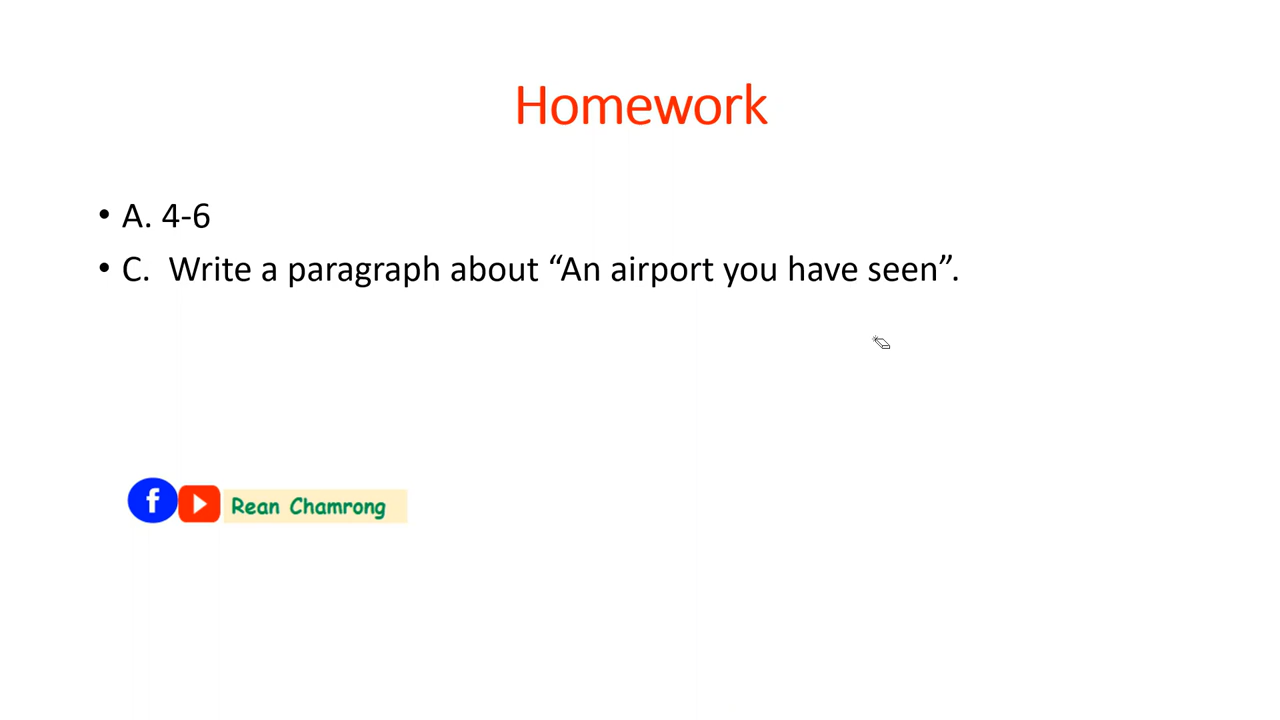 Homework
• A. 4-6
• C. Write a paragraph about “An airport you have seen”.
f Rean Chamrong